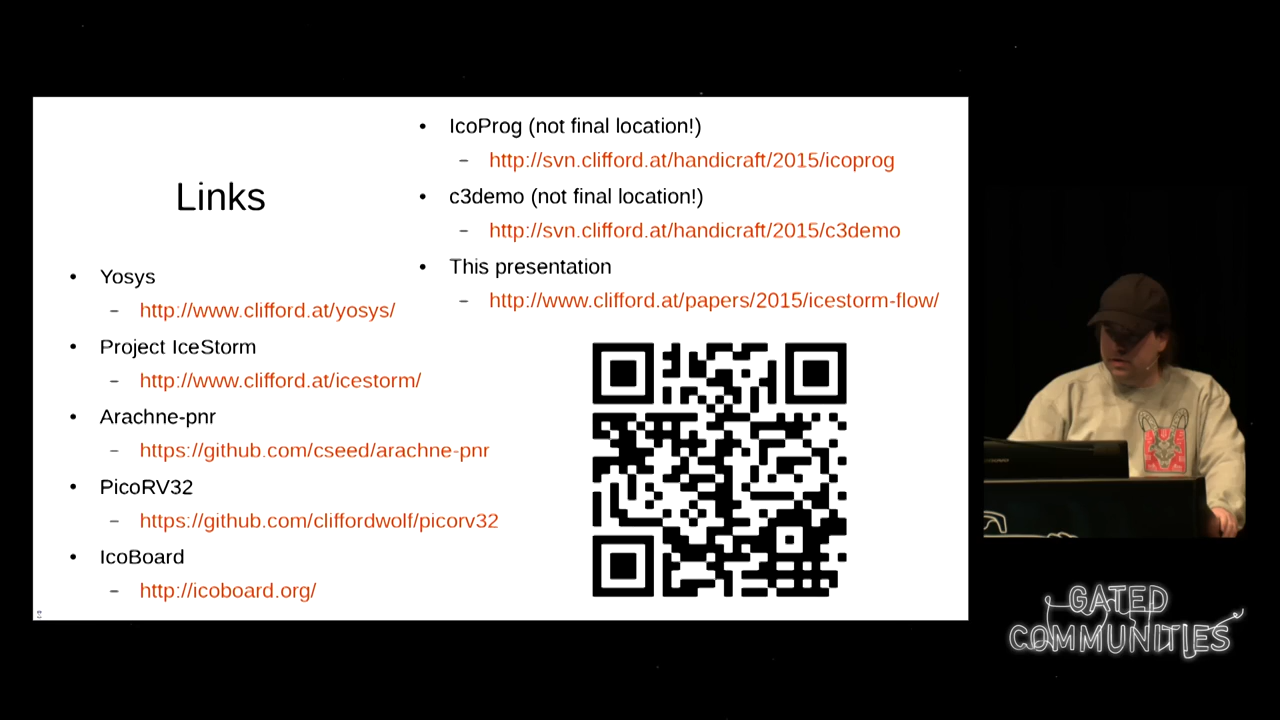 Links
• Yosys
– http://www.clifford.at/yosys/
• Project IceStorm
– http://www.clifford.at/icestorm/
• Arachne-pnr
– https://github.com/cseed/arachne-pnr
• PicoRV32
– https://github.com/cliffordwolf/picorv32
• IcoBoard
– http://icoboard.org/
• IcoProg (not final location!)
– http://svn.clifford.at/handicraft/2015/icoprog
• c3demo (not final location!)
– http://svn.clifford.at/handicraft/2015/c3demo
• This presentation
– http://www.clifford.at/papers/2015/icestorm-flow/
GATED
COMMUNITIES